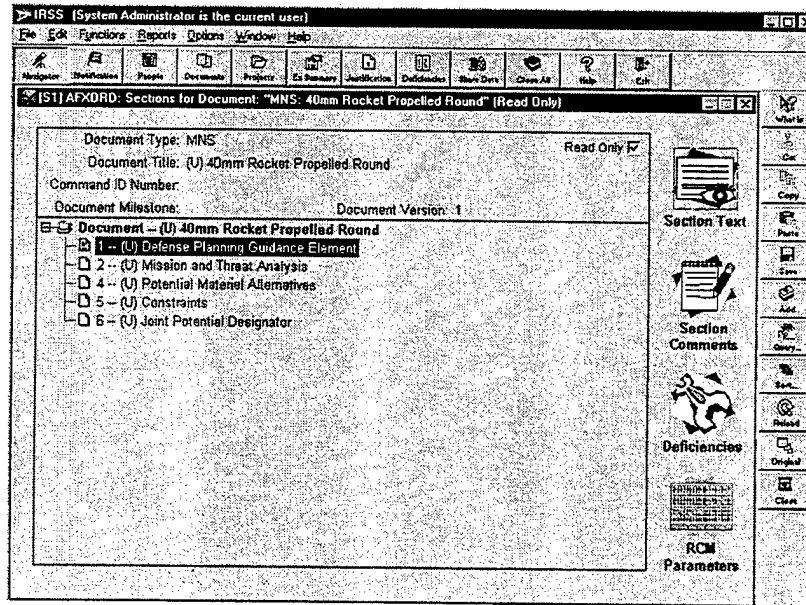 IRSS (System Administrator is the current user)
File Edit Functions Reports Options Window Help
Navigator Notification People Documents Projects Ex Summary Justification Deficiencies Share Data Close All Help Exit
[S1] AFXDRD: Sections for Document: "MNS: 40mm Rocket Propelled Round" (Read Only)
Document Type: MNS
Read Only
Document Title: (U) 40mm Rocket Propelled Round
Command ID Number:
Document Milestone:
Document Version: 1
Document -- (U) 40mm Rocket Propelled Round
1 -- (U) Defense Planning Guidance Element
2 -- (U) Mission and Threat Analysis
4 -- (U) Potential Materiel Alternatives
5 -- (U) Constraints
6 -- (U) Joint Potential Designator
Section Text
Section
Comments
Deficiencies
RCM
Parameters
What Is
Cut
Copy
Paste
Save
Add...
Query...
Sort...
Reload
Original
Close